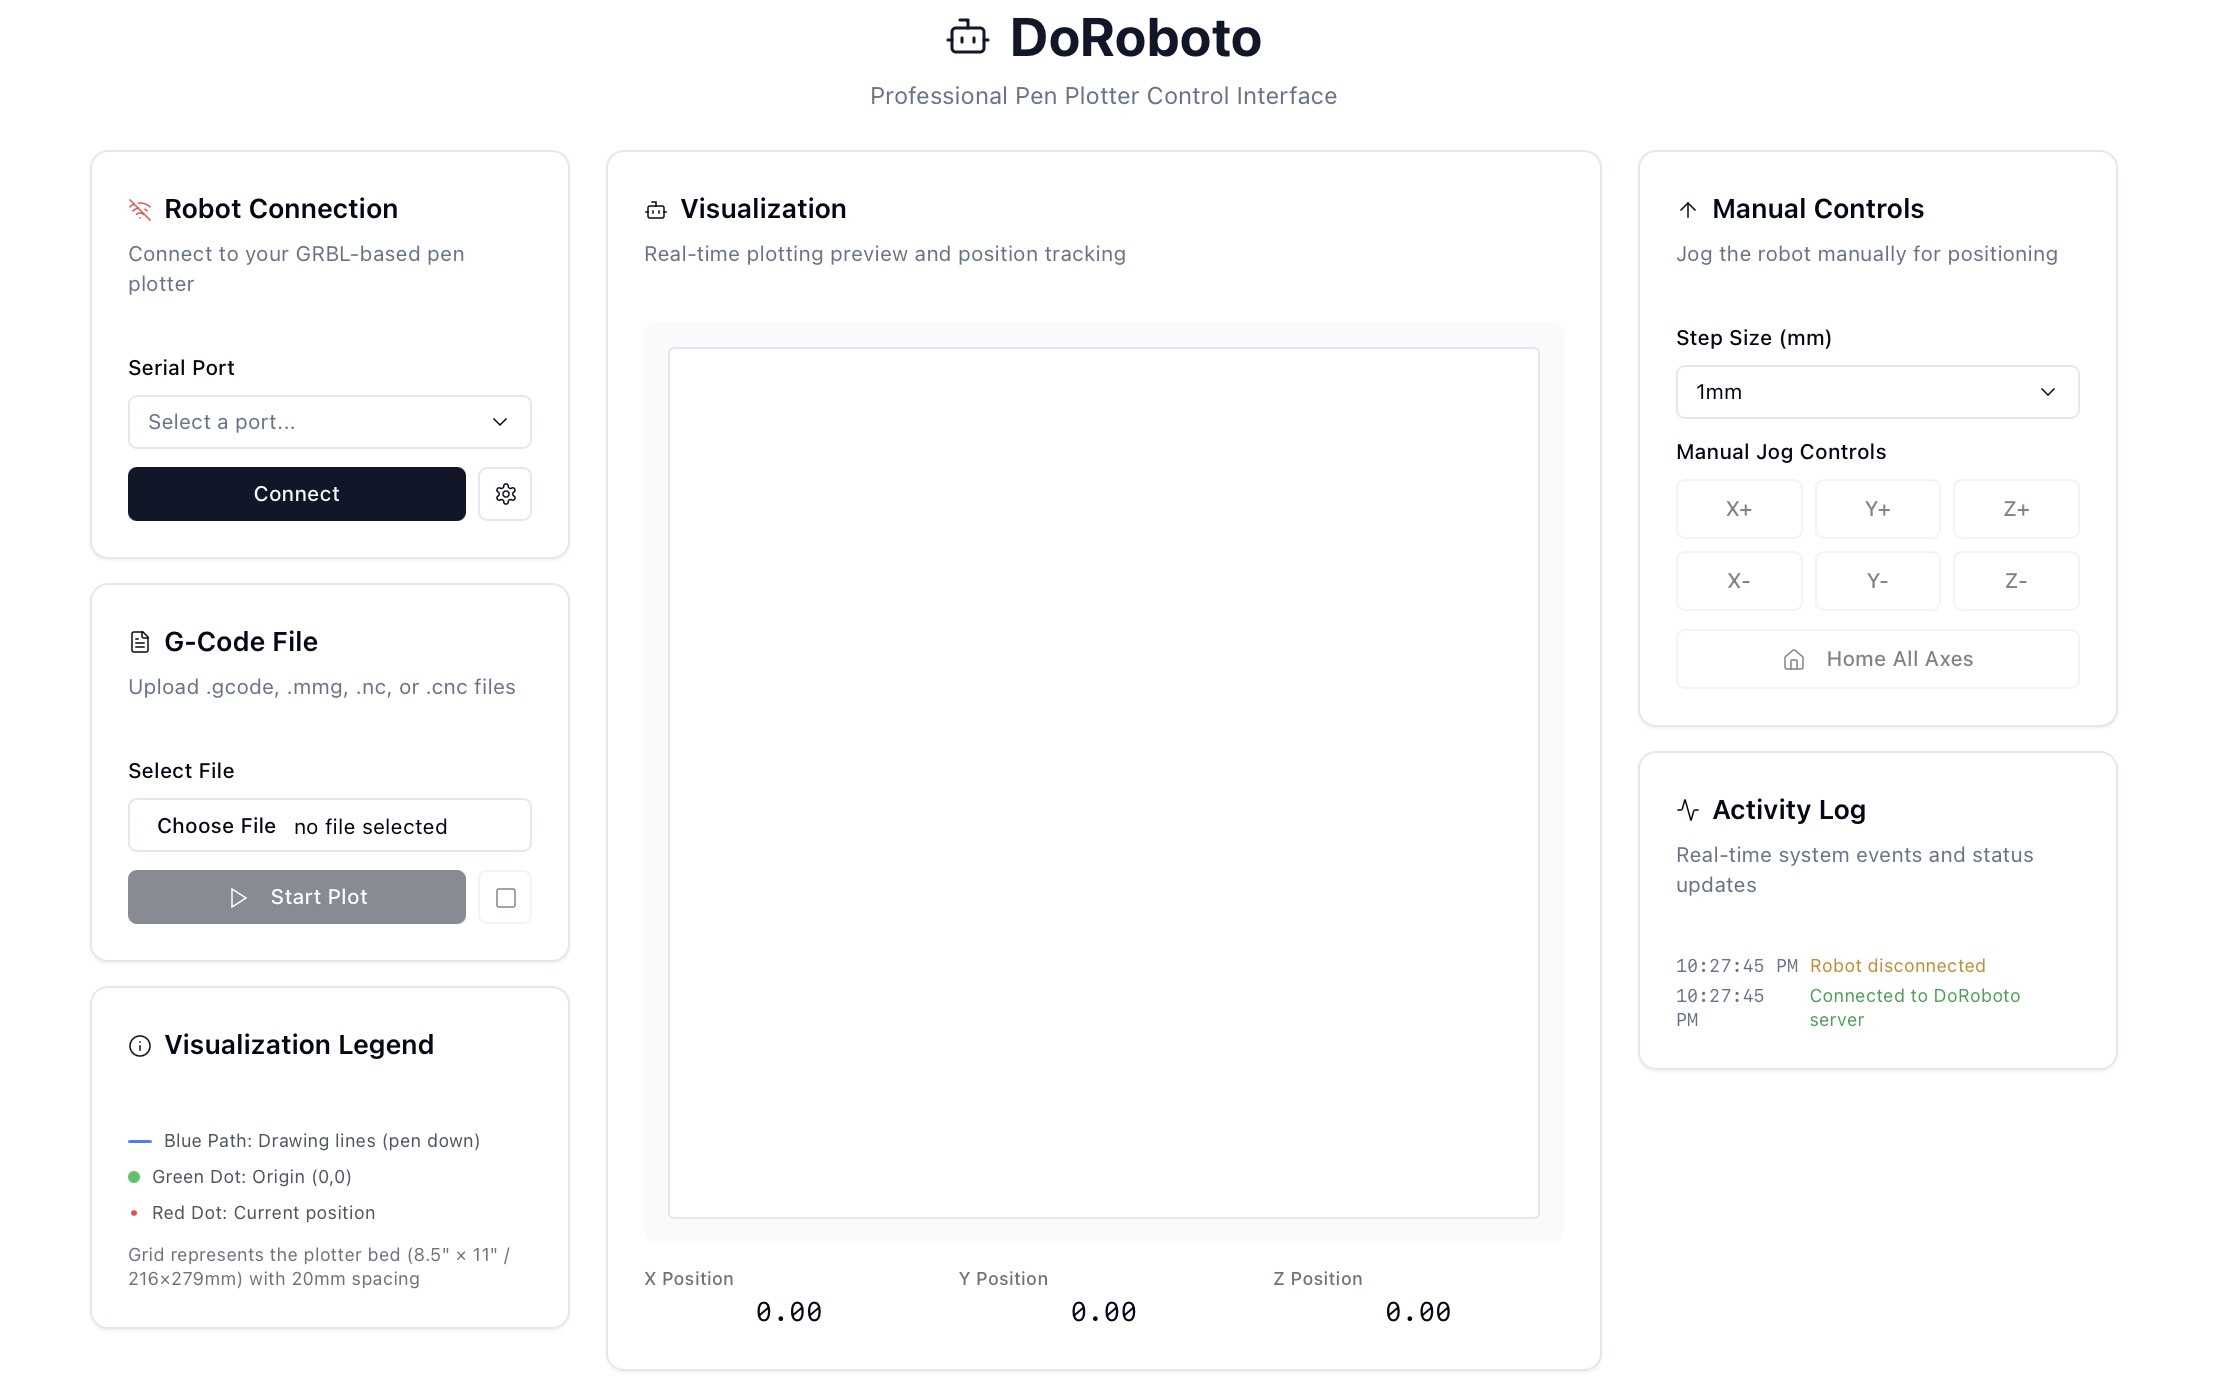 DoRoboto
Professional Pen Plotter Control Interface
Robot Connection
Connect to your GRBL-based pen
plotter
Serial Port
Select a port...
Connect
G-Code File
Upload .gcode, .mmg, .nc, or .cnc files
Select File
Choose File no file selected
Start Plot
Visualization Legend
Blue Path: Drawing lines (pen down)
Green Dot: Origin (0,0)
Red Dot: Current position
Grid represents the plotter bed (8.5" × 11" /
216×279mm) with 20mm spacing
Visualization
Real-time plotting preview and position tracking
X Position Y Position Z Position
0.00 0.00 0.00
Manual Controls
Jog the robot manually for positioning
Step Size (mm)
1mm
Manual Jog Controls
X+ Y+ Z+
X- Y- Z-
Home All Axes
Activity Log
Real-time system events and status
updates
10:27:45 PM Robot disconnected
10:27:45 Connected to DoRoboto
PM server